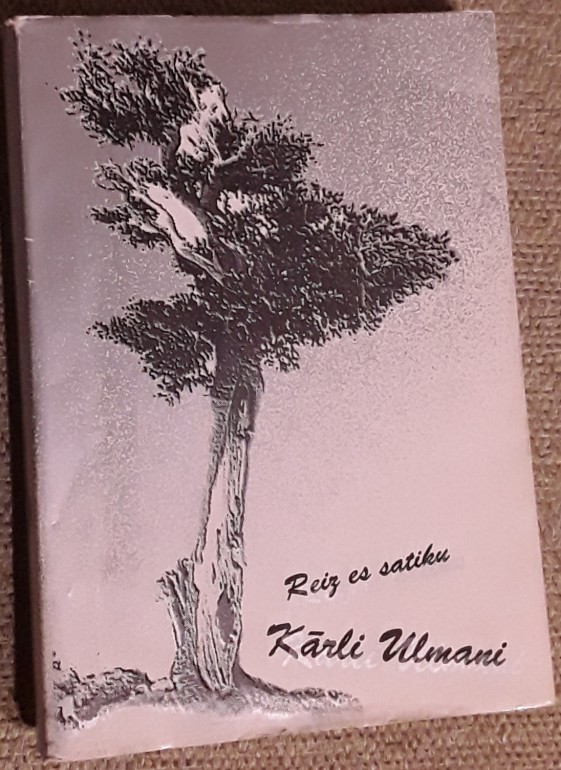 Reiz es satiku
Kārli Ulmani